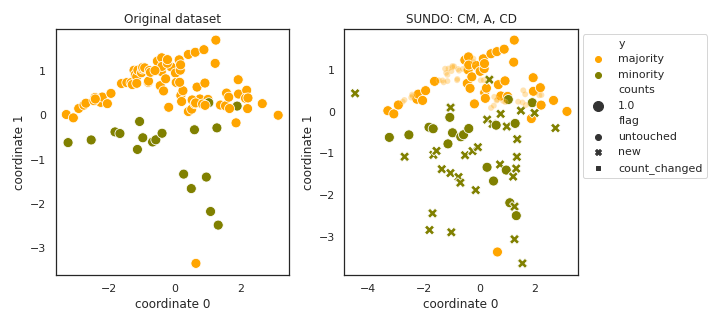 Original dataset
coordinate 1
1
0
−1
−2
−3
−2
0
2
coordinate 0
SUNDO: CM, A, CD
coordinate 1
1
0
−1
−2
−3
−4
−2
0
2
coordinate 0
y
majority
minority
counts
1.0
flag
untouched
new
count_changed